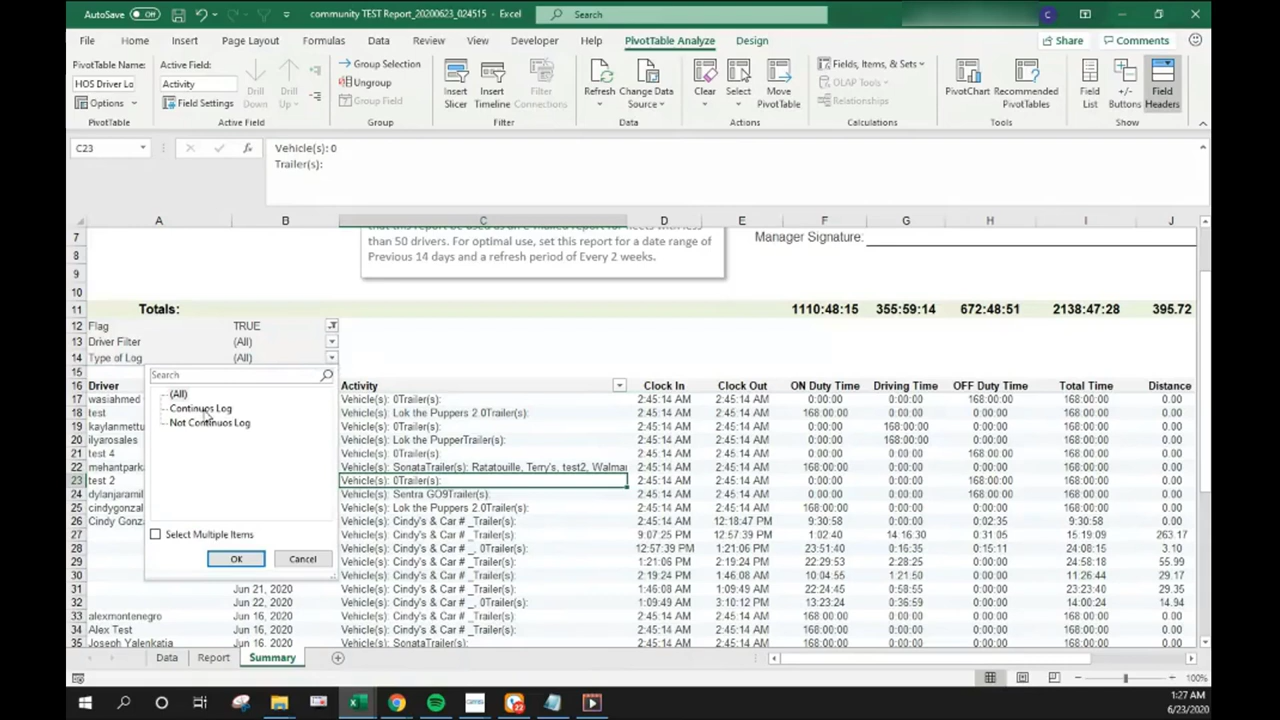 AutoSave Off community TEST Report_20200623_024515 - Excel Search C
File Home Insert Page Layout Formulas Data Review View Developer Help PivotTable Analyze Design Share Comments
PivotTable Name:
HOS Driver Lo
Options
PivotTable
Active Field:
Activity
Field Settings
Drill Down
Drill Up
Active Field
Group Selection
Ungroup
Group Field
Group
Insert Slicer
Insert Timeline
Filter Connections
Filter
Refresh
Change Data Source
Data
Clear
Select
Move PivotTable
Actions
Fields, Items, & Sets
OLAP Tools
Relationships
Calculations
PivotChart
Recommended PivotTables
Tools
Field List
+/- Buttons
Field Headers
Show
C23 fx Vehicle(s): 0
Trailer(s):
A B C D E F G H I J
than 50 drivers. For optimal use, set this report for a date range of
Previous 14 days and a refresh period of Every 2 weeks.
7 Manager Signature:
8
9
10
11 Totals: 1110:48:15 355:59:14 672:48:51 2138:47:28 395.72
12 Flag TRUE
13 Driver Filter (All)
14 Type of Log (All)
15
Search
(All)
Continuos Log
Not Continuos Log
Select Multiple Items
OK Cancel
16 Driver Activity Clock In Clock Out ON Duty Time Driving Time OFF Duty Time Total Time Distance
17 wasiahmed Vehicle(s): 0Trailer(s): 2:45:14 AM 2:45:14 AM 0:00:00 0:00:00 168:00:00 168:00:00 0.00
18 test Vehicle(s): Lok the Puppers 2.0Trailer(s): 2:45:14 AM 2:45:14 AM 168:00:00 0:00:00 0:00:00 168:00:00 0.00
19 kaylanmettu Vehicle(s): 0Trailer(s): 2:45:14 AM 2:45:14 AM 0:00:00 168:00:00 0:00:00 168:00:00 0.00
20 ilyarosales Vehicle(s): Lok the PupperTrailer(s): 2:45:14 AM 2:45:14 AM 0:00:00 168:00:00 0:00:00 168:00:00 0.00
21 test 4 Vehicle(s): 0Trailer(s): 2:45:14 AM 2:45:14 AM 0:00:00 0:00:00 168:00:00 168:00:00 0.00
22 mehantparka Vehicle(s): SonataTrailer(s): Ratatouille, Terry's, test2, Walmar 2:45:14 AM 2:45:14 AM 168:00:00 0:00:00 0:00:00 168:00:00 0.00
23 test 2 Vehicle(s): 0Trailer(s): 2:45:14 AM 2:45:14 AM 0:00:00 0:00:00 168:00:00 168:00:00 0.00
24 dylanjaramil Vehicle(s): Sentra GO9Trailer(s): 2:45:14 AM 2:45:14 AM 0:00:00 0:00:00 168:00:00 168:00:00 0.00
25 cindygonzal Vehicle(s): Lok the Puppers 2.0Trailer(s): 2:45:14 AM 2:45:14 AM 168:00:00 0:00:00 0:00:00 168:00:00 0.00
26 Cindy Gonz Vehicle(s): Cindy's & Car # _Trailer(s): 2:45:14 AM 12:18:47 PM 9:30:58 0:00:00 0:02:35 9:30:58 0.00
27 Vehicle(s): Cindy's & Car # _Trailer(s): 9:07:25 PM 12:57:39 PM 1:02:40 14:16:30 0:31:05 15:19:09 263.17
28 Vehicle(s): Cindy's & Car # _, 0Trailer(s): 12:57:39 PM 1:21:06 PM 23:51:40 0:16:35 0:15:11 24:08:15 3.10
29 Vehicle(s): Cindy's & Car # _Trailer(s): 1:21:06 PM 2:19:24 PM 22:29:53 2:28:25 0:00:00 24:58:18 55.99
30 Vehicle(s): Cindy's & Car # _Trailer(s): 2:19:24 PM 1:46:08 AM 10:04:55 1:21:50 0:00:00 11:26:44 29.17
31 Jun 21, 2020 Vehicle(s): Cindy's & Car # _Trailer(s): 1:46:08 AM 1:09:49 AM 22:24:45 0:58:55 0:00:00 23:23:40 29.35
32 Jun 22, 2020 Vehicle(s): Cindy's & Car # _, 0Trailer(s): 1:09:49 AM 3:10:12 PM 13:23:24 0:36:59 0:00:00 14:00:24 14.94
33 alexmontenegro Jun 16, 2020 Vehicle(s): Cindy's & Car # _Trailer(s): 2:45:14 AM 2:45:14 AM 168:00:00 0:00:00 0:00:00 168:00:00 0.00
34 Alex Test Jun 16, 2020 Vehicle(s): Cindy's & Car # _Trailer(s): 2:45:14 AM 2:45:14 AM 168:00:00 0:00:00 0:00:00 168:00:00 0.00
35 Joseph Yalenkatia Jun 16, 2020 Vehicle(s): SonataTrailer(s): 2:45:14 AM 2:45:14 AM 168:00:00 0:00:00 0:00:00 168:00:00 0.00
Data Report Summary
100%
1:27 AM
6/23/2020